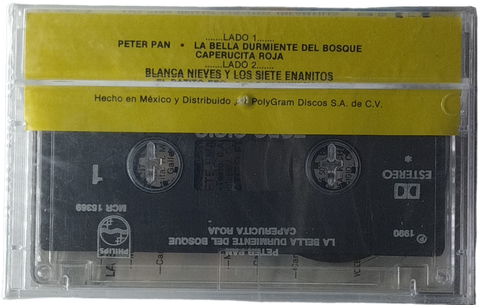 .......LADO 1.......
PETER PAN • LA BELLA DURMIENTE DEL BOSQUE
CAPERUCITA ROJA
.......LADO 2.......
BLANCA NIEVES Y LOS SIETE ENANITOS
EL PATITO
Hecho en México y Distribuido por PolyGram Discos S.A. de C.V.
ESTEREO
1
MCR 15369
PHILIPS
PETER PAN
LA BELLA DURMIENTE DEL BOSQUE
CAPERUCITA ROJA
℗ 1990